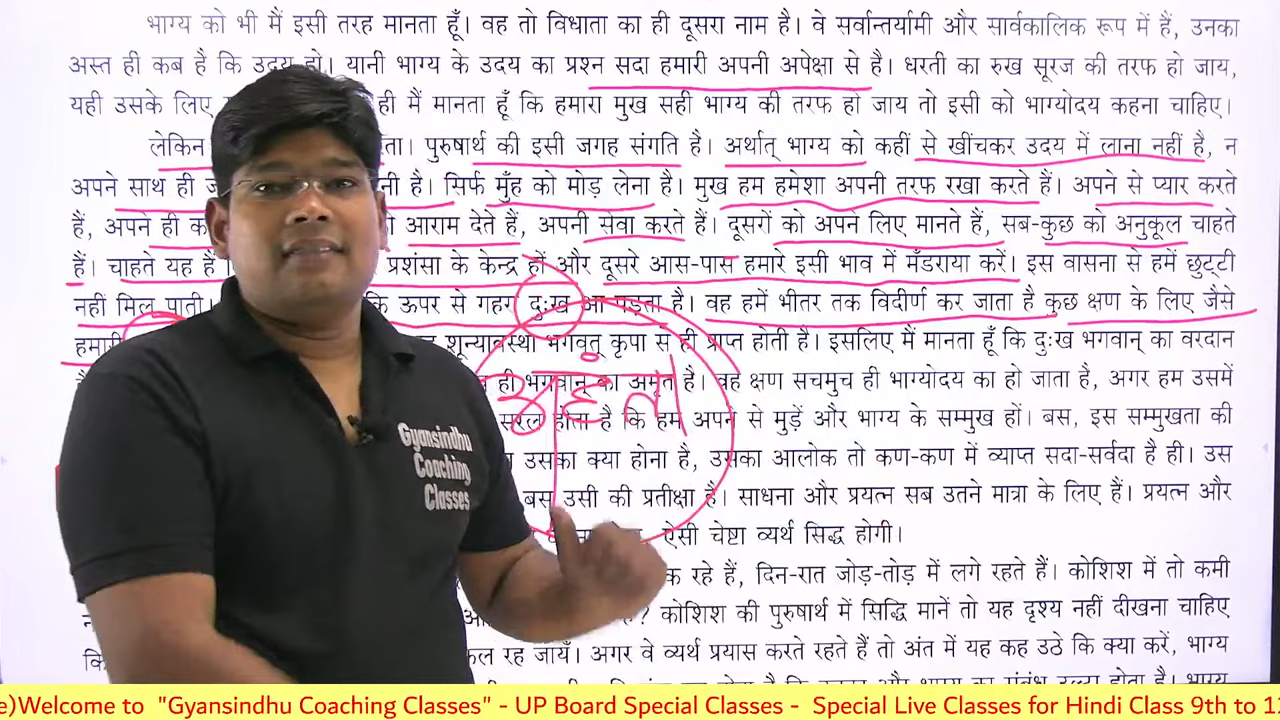 भाग्य को भी मैं इसी तरह मानता हूँ। वह तो विधाता का ही दूसरा नाम है। वे सर्वान्तर्यामी और सार्वकालिक रूप में हैं, उनका
अस्त ही कब है कि उदय हो। यानी भाग्य के उदय का प्रश्न सदा हमारी अपनी अपेक्षा से है। धरती का रुख सूरज की तरफ हो जाय,
यही उसके लिए ही मैं मानता हूँ कि हमारा मुख सही भाग्य की तरफ हो जाय तो इसी को भाग्योदय कहना चाहिए।
लेकिन पुरुषार्थ की इसी जगह संगति है। अर्थात् भाग्य को कहीं से खींचकर उदय में लाना नहीं है, न
अपने साथ ही है। सिर्फ मुँह को मोड़ लेना है। मुख हम हमेशा अपनी तरफ रखा करते हैं। अपने से प्यार करते
हैं, अपने ही आराम देते हैं, अपनी सेवा करते हैं। दूसरों को अपने लिए मानते हैं, सब-कुछ को अनुकूल चाहते
हैं। चाहते यह हैं प्रशंसा के केन्द्र हों और दूसरे आस-पास हमारे इसी भाव में मँडराया करें। इस वासना से हमें छुट्टी
नहीं मिल पाती। कि ऊपर से गहरा दुःख आ पड़ता है। वह हमें भीतर तक विदीर्ण कर जाता है कुछ क्षण के लिए जैसे
हमारी शून्यावस्था भगवत् कृपा से ही प्राप्त होती है। इसलिए मैं मानता हूँ कि दुःख भगवान् का वरदान
ही भगवान् का अमृत है। वह क्षण सचमुच ही भाग्योदय का हो जाता है, अगर हम उसमें
अहंता
सरल होता है कि हम अपने से मुड़ें और भाग्य के सम्मुख हों। बस, इस सम्मुखता की
उसका क्या होना है, उसका आलोक तो कण-कण में व्याप्त सदा-सर्वदा है ही। उस
बस उसी की प्रतीक्षा है। साधना और प्रयत्न सब उतने मात्रा के लिए हैं। प्रयत्न और
ऐसी चेष्टा व्यर्थ सिद्ध होगी।
रहे हैं, दिन-रात जोड़-तोड़ में लगे रहते हैं। कोशिश में तो कमी
कोशिश की पुरुषार्थ में सिद्धि मानें तो यह दृश्य नहीं दीखना चाहिए
रह जायँ। अगर वे व्यर्थ प्रयास करते रहते हैं तो अंत में यह कह उठे कि क्या करें, भाग्य
Gyansindhu
Coaching
Classes
e)Welcome to "Gyansindhu Coaching Classes" - UP Board Special Classes - Special Live Classes for Hindi Class 9th to 12